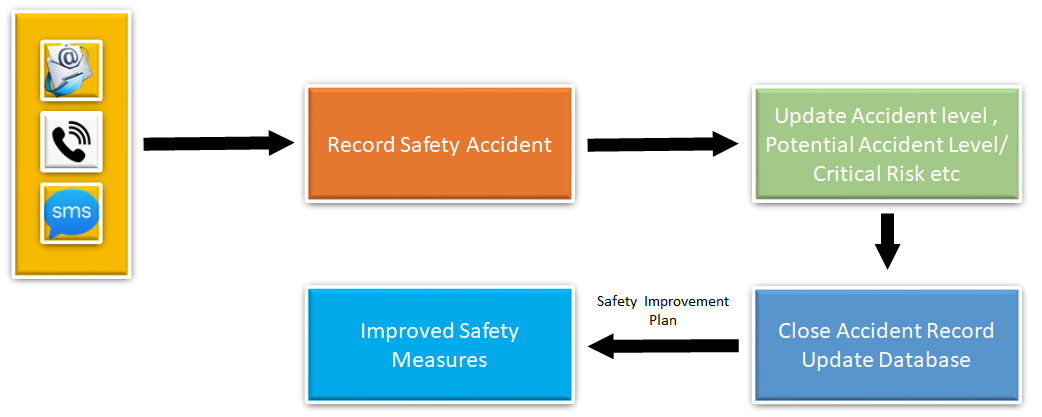 @
sms
Record Safety Accident
Update Accident level ,
Potential Accident Level/
Critical Risk etc
Close Accident Record
Update Database
Safety Improvement
Plan
Improved Safety
Measures